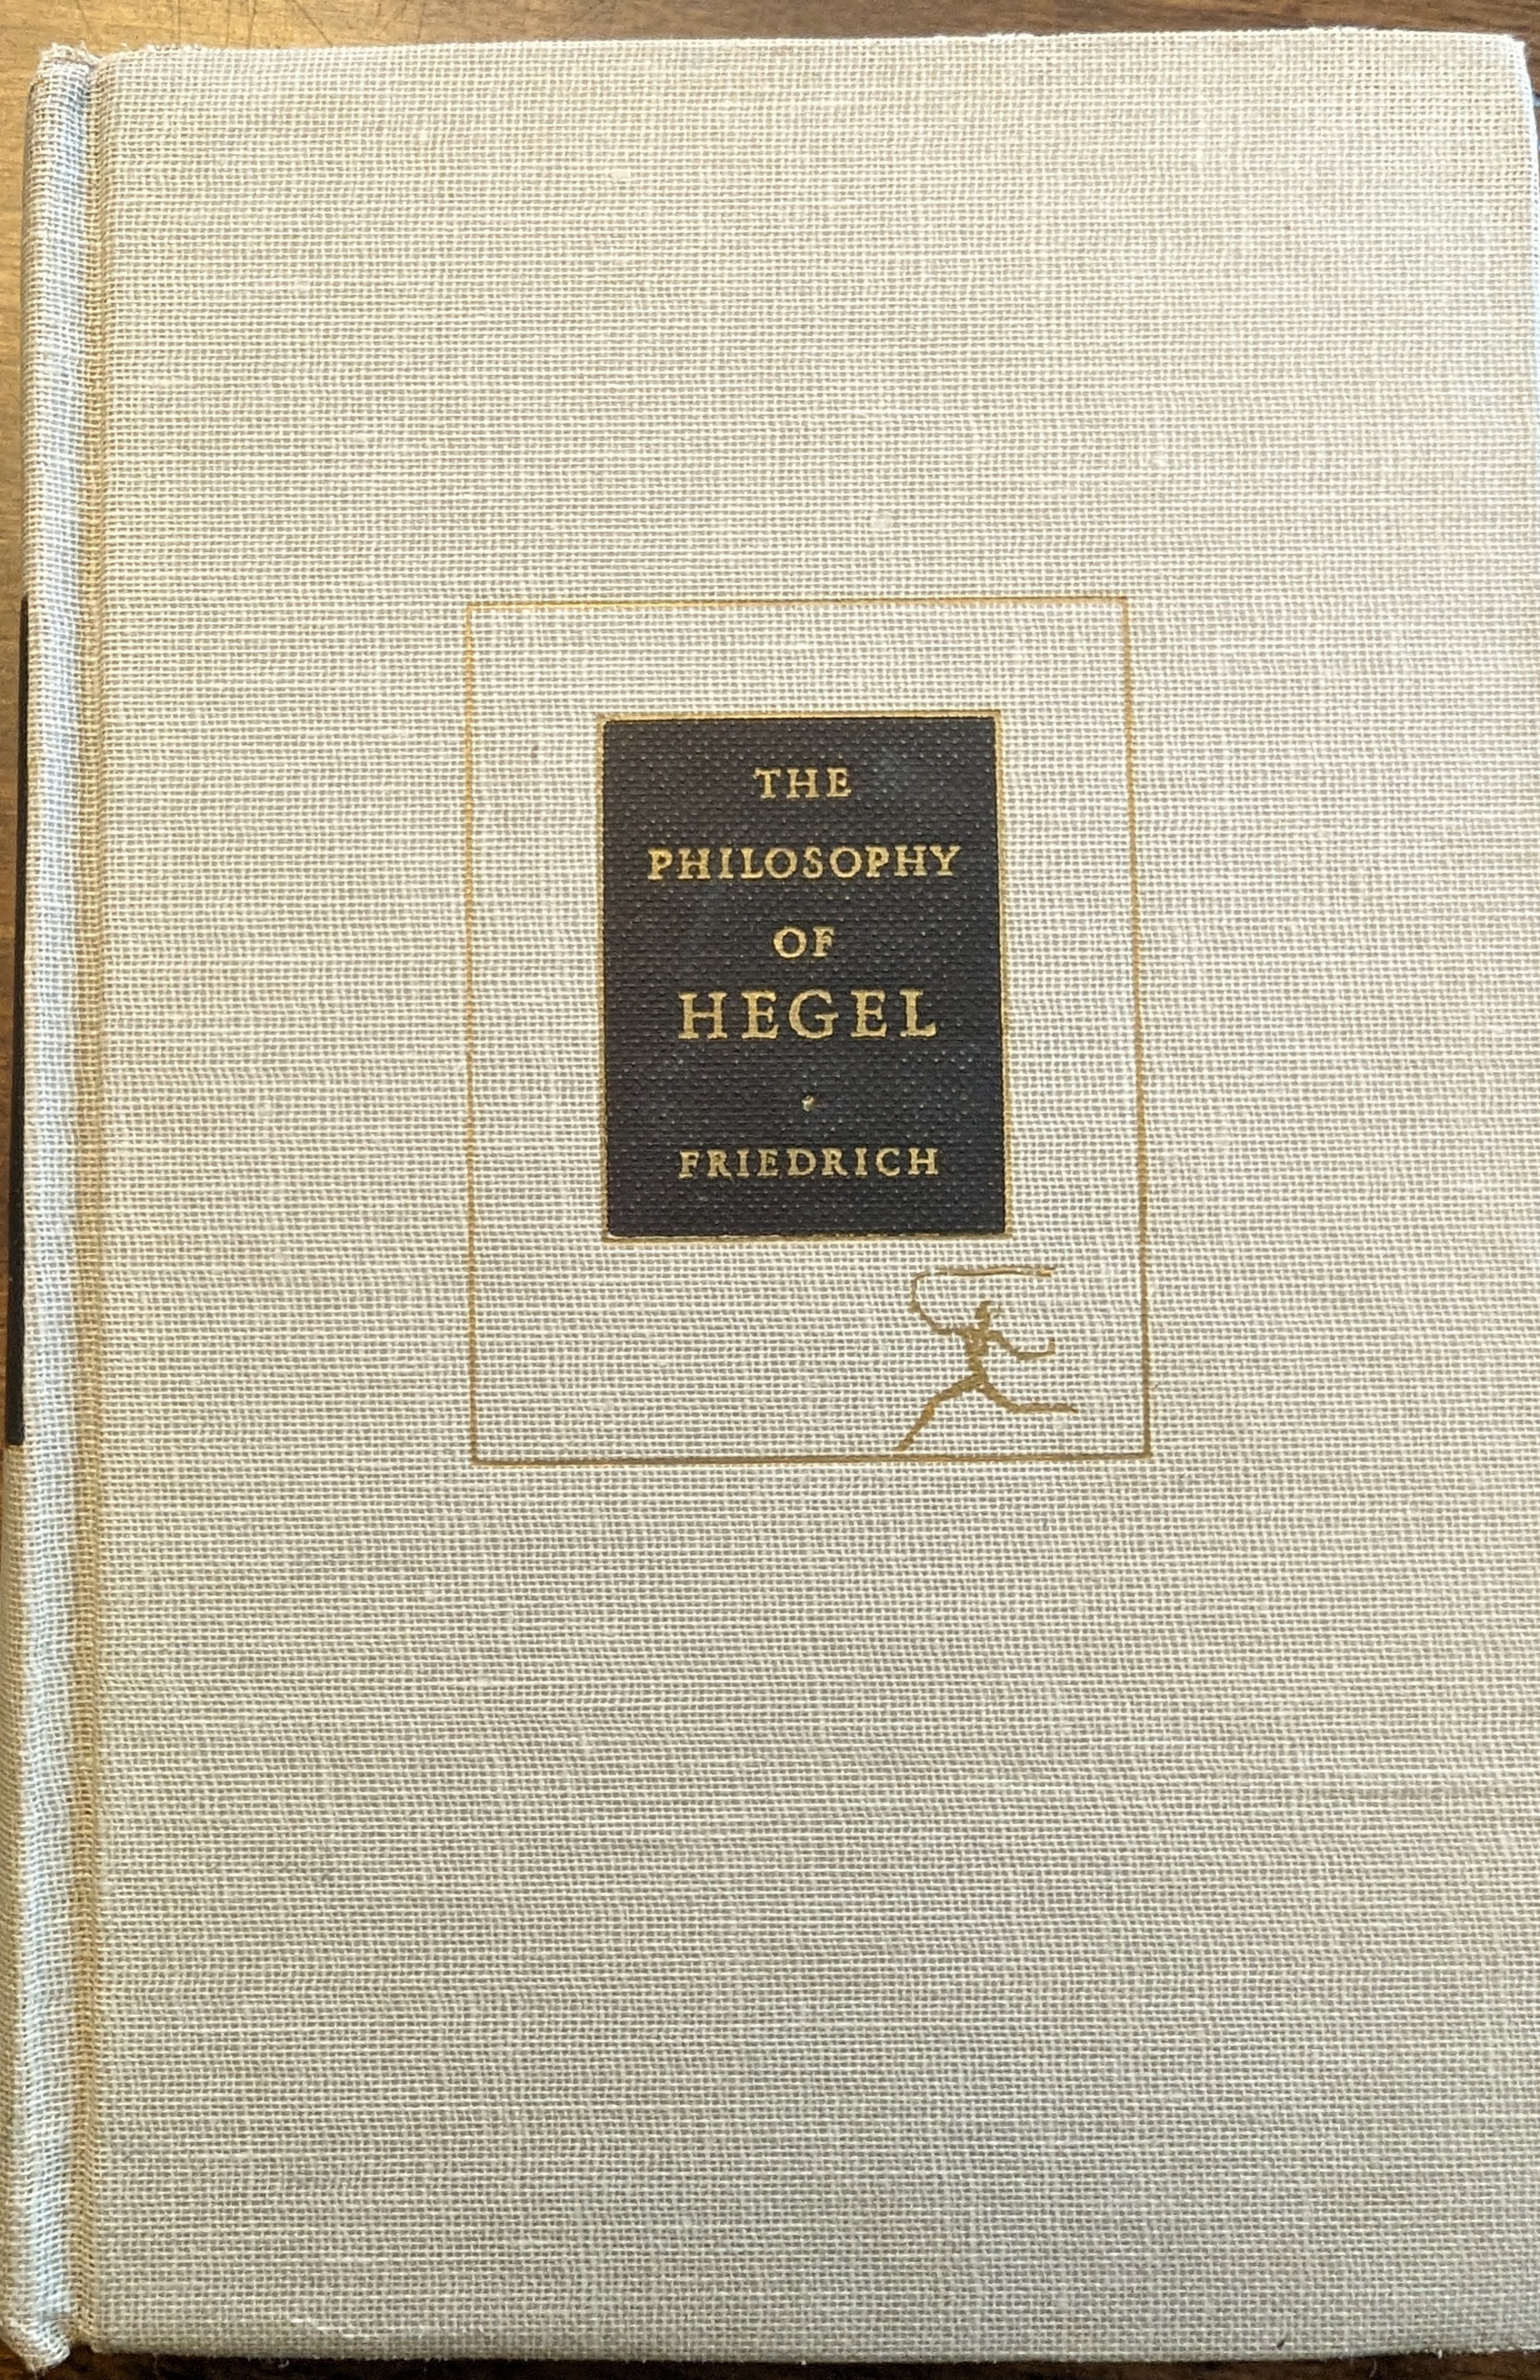 THE
PHILOSOPHY
OF
HEGEL
·
FRIEDRICH